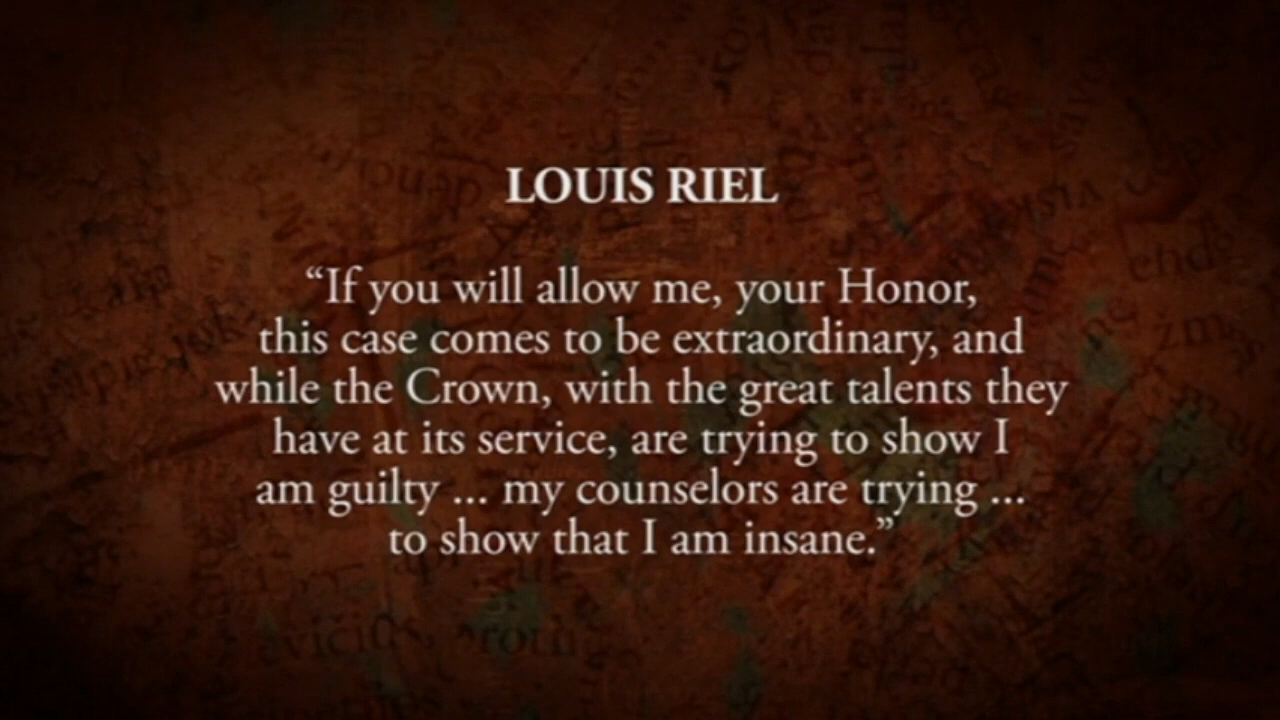 LOUIS RIEL
“If you will allow me, your Honor,
this case comes to be extraordinary, and
while the Crown, with the great talents they
have at its service, are trying to show I
am guilty ... my counselors are trying ...
to show that I am insane.”